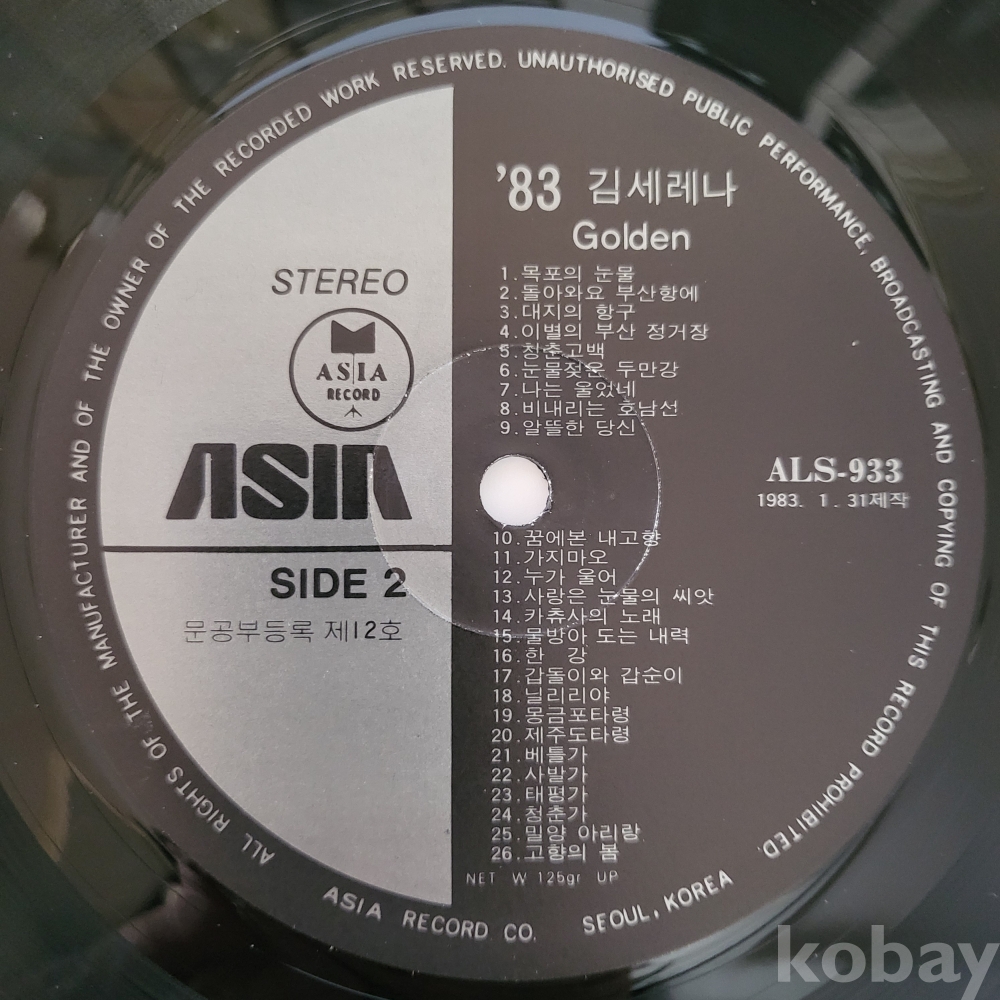 ALL RIGHTS OF THE MANUFACTURER AND OF THE OWNER OF THE RECORDED WORK RESERVED. UNAUTHORISED PUBLIC PERFORMANCE, BROADCASTING AND COPYING OF THIS RECORD PROHIBITED.
'83 김세레나
Golden
STEREO
ASIA
RECORD
ASIA
SIDE 2
문공부등록 제12호
1.목포의 눈물
2.돌아와요 부산항에
3.대지의 항구
4.이별의 부산 정거장
5.청춘고백
6.눈물젖은 두만강
7.나는 울었네
8.비내리는 호남선
9.알뜰한 당신
ALS-933
1983. 1. 31제작
10.꿈에본 내고향
11.가지마오
12.누가 울어
13.사랑은 눈물의 씨앗
14.카츄사의 노래
15.물방아 도는 내력
16.한 강
17.갑돌이와 갑순이
18.닐리리야
19.몽금포타령
20.제주도타령
21.베틀가
22.사발가
23.태평가
24.청춘가
25.밀양 아리랑
26.고향의 봄
NET W 125gr UP
ASIA RECORD CO. SEOUL, KOREA
kobay